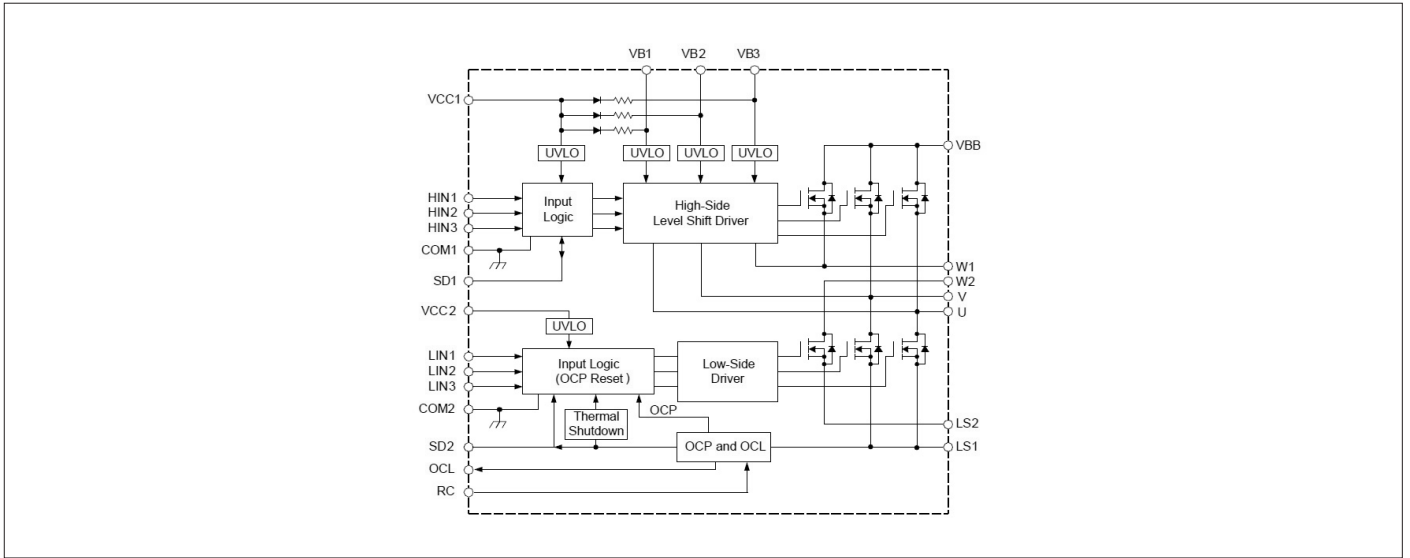 VB1 VB2 VB3
VCC1
UVLO UVLO UVLO UVLO
VBB
HIN1
HIN2
HIN3
Input
Logic
High-Side
Level Shift Driver
COM1
SD1
W1
W2
V
U
VCC2
UVLO
LIN1
LIN2
LIN3
Input Logic
(OCP Reset )
Low-Side
Driver
COM2
Thermal
Shutdown
OCP
LS2
SD2
OCP and OCL
LS1
OCL
RC